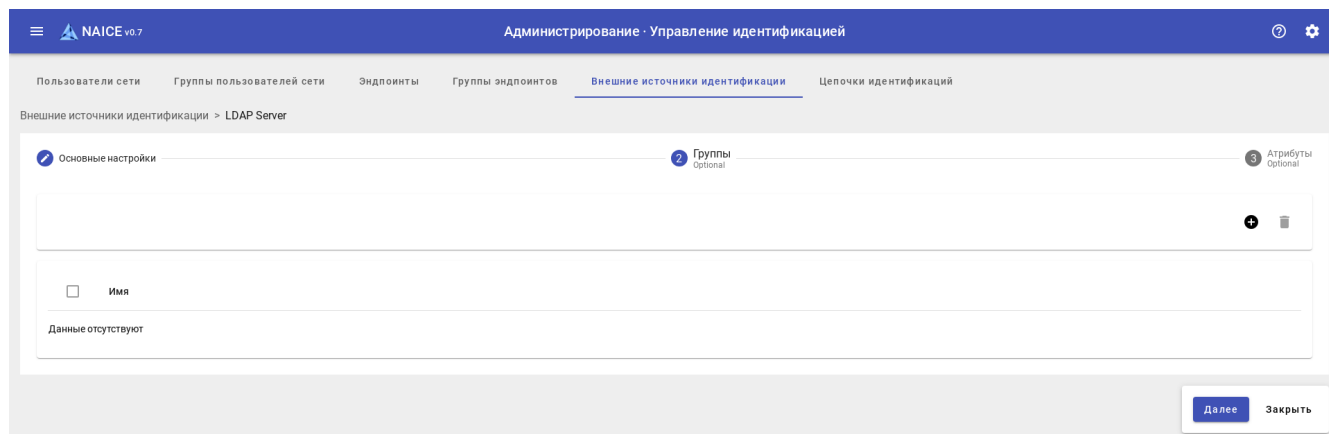 NAICE v0.7
Администрирование · Управление идентификацией
Пользователи сети Группы пользователей сети Эндпоинты Группы эндпоинтов Внешние источники идентификации Цепочки идентификаций
Внешние источники идентификации > LDAP Server
Основные настройки 2 Группы 3 Атрибуты
Optional Optional
Имя
Данные отсутствуют
Далее Закрыть